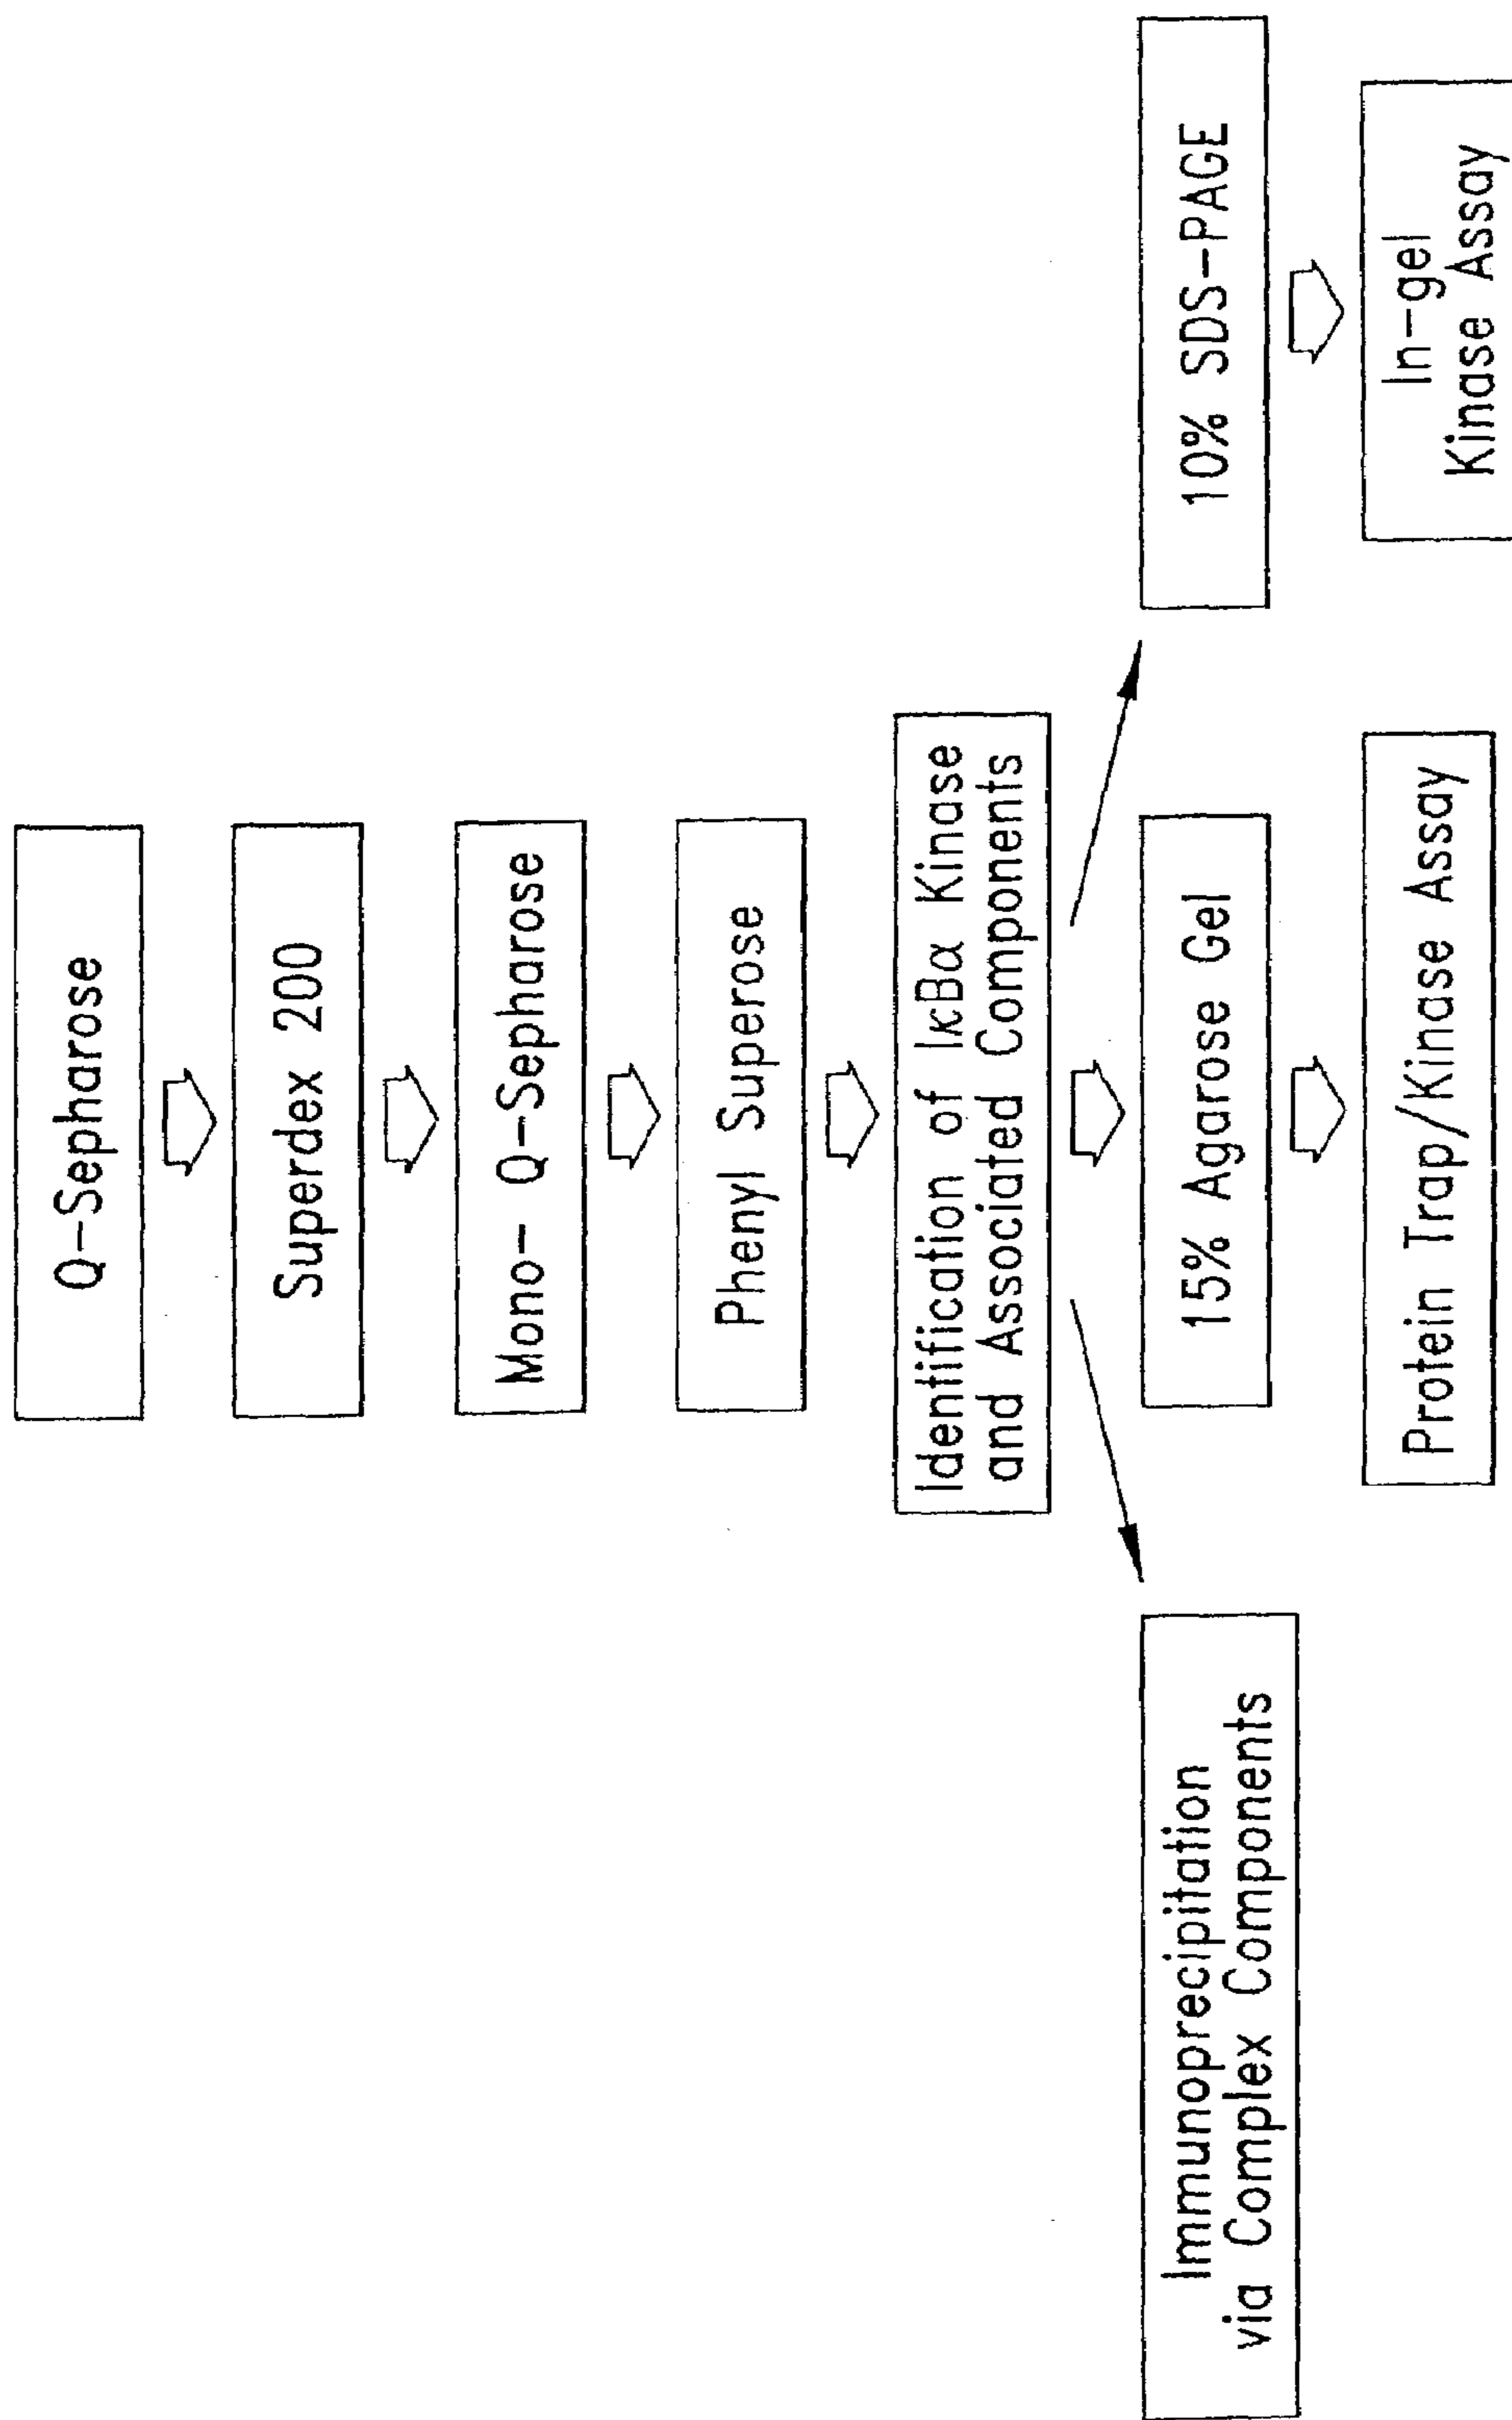 Q-Sepharose
Superdex 200
Mono- Q-Sepharose
Phenyl Superose
Identification of IκBα Kinase
and Associated Components
Immunoprecipitation
via Complex Components
15% Agarose Gel
10% SDS-PAGE
Protein Trap/Kinase Assay
In-gel
Kinase Assay